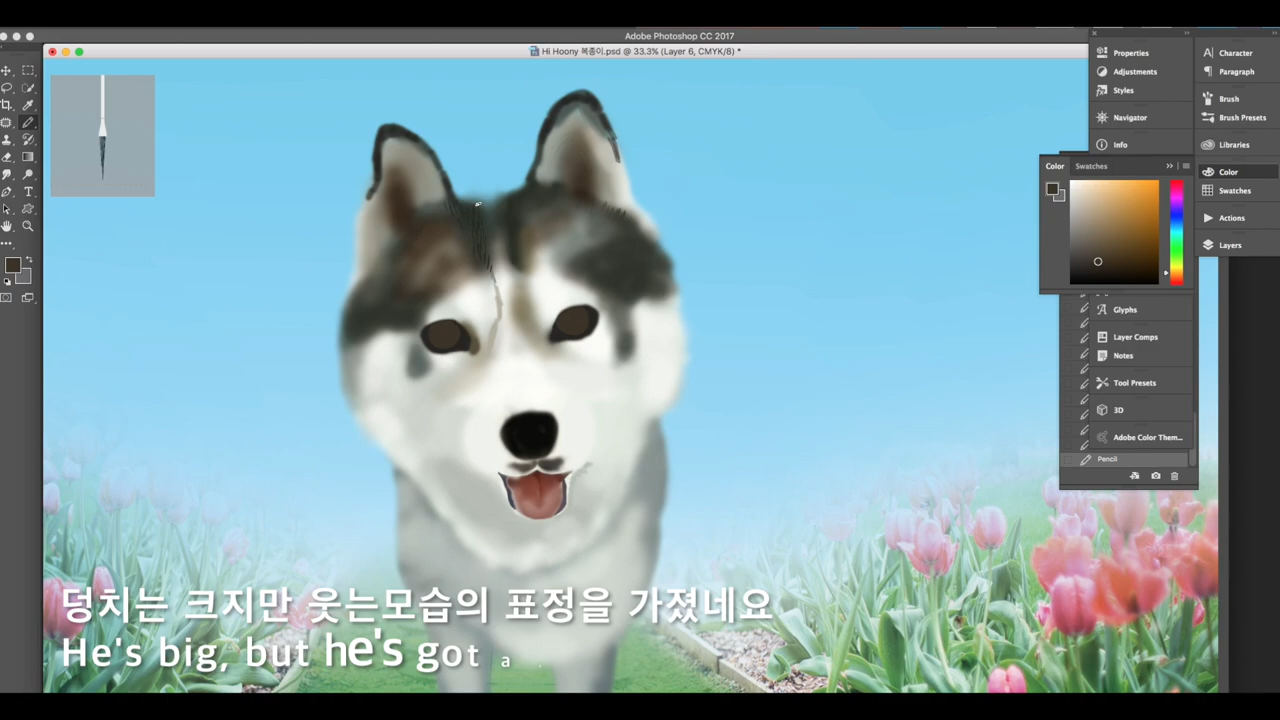 Adobe Photoshop CC 2017
Hi Hoony 복종이.psd @ 33.3% (Layer 6, CMYK/8) *
Properties
Adjustments
Styles
Navigator
Info
Character
Paragraph
Brush
Brush Presets
Libraries
Color
Swatches
Actions
Layers
Color Swatches
Glyphs
Layer Comps
Notes
Tool Presets
3D
Adobe Color Them...
Pencil
덩치는 크지만 웃는모습의 표정을 가졌네요
He's big, but he's got a